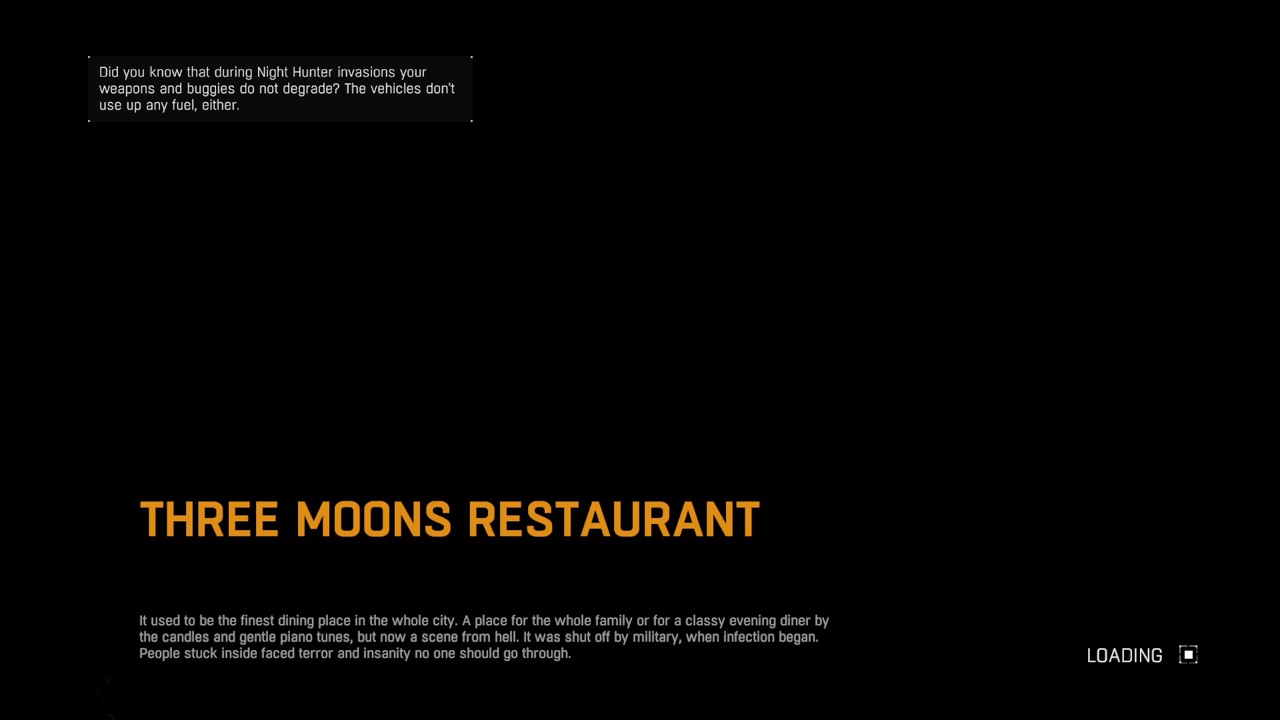 Did you know that during Night Hunter invasions your
weapons and buggies do not degrade? The vehicles don't
use up any fuel, either.
THREE MOONS RESTAURANT
It used to be the finest dining place in the whole city. A place for the whole family or for a classy evening diner by
the candles and gentle piano tunes, but now a scene from hell. It was shut off by military, when infection began.
People stuck inside faced terror and insanity no one should go through.
LOADING